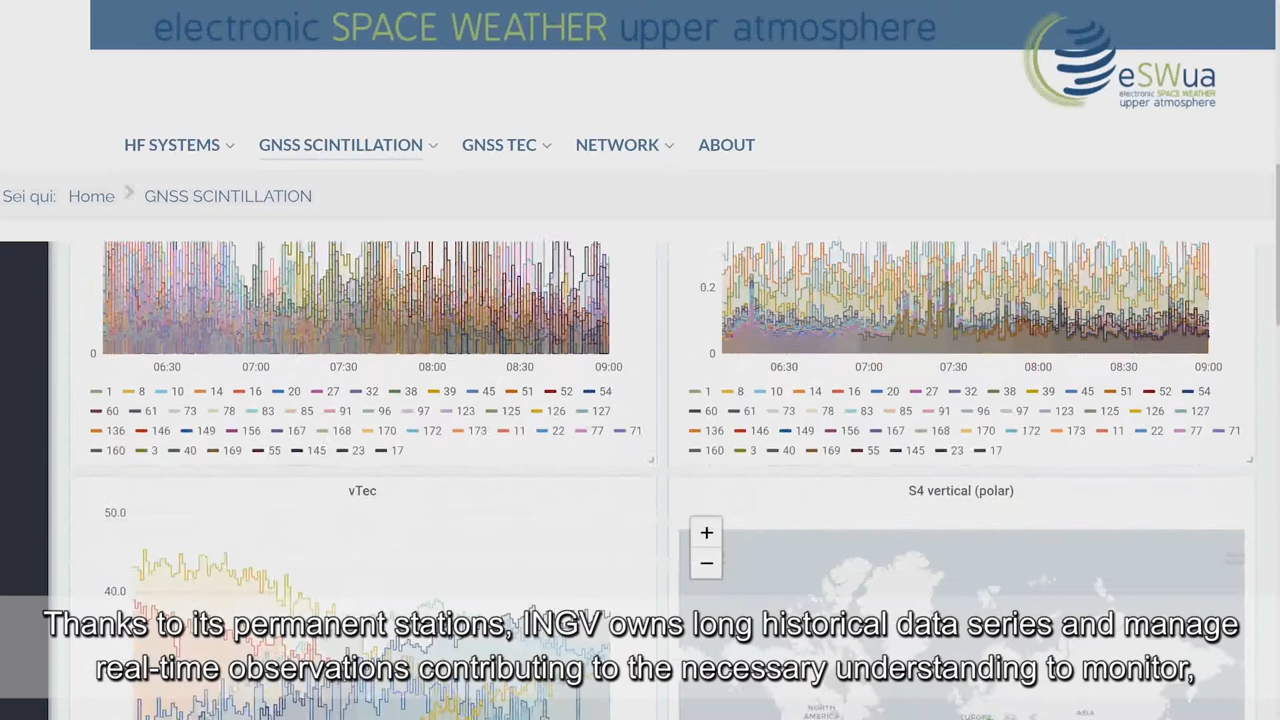 electronic SPACE WEATHER upper atmosphere
eSWua
electronic SPACE WEATHER
upper atmosphere
HF SYSTEMS GNSS SCINTILLATION GNSS TEC NETWORK ABOUT
Sei qui: Home GNSS SCINTILLATION
0
06:30 07:00 07:30 08:00 08:30 09:00
1 8 10 14 16 20 27 32 38 39 45 51 52 54
60 61 73 78 83 85 91 96 97 123 125 126 127
136 146 149 156 167 168 170 172 173 11 22 77 71
160 3 40 169 55 145 23 17
0.2
0
06:30 07:00 07:30 08:00 08:30 09:00
1 8 10 14 16 20 27 32 38 39 45 51 52 54
60 61 73 78 83 85 91 96 97 123 125 126 127
136 146 149 156 167 168 170 172 173 11 22 77 71
160 3 40 169 55 145 23 17
vTec
50.0
40.0
S4 vertical (polar)
+
−
NORTH
AMERICA
EUROPE
ASIA
Thanks to its permanent stations, INGV owns long historical data series and manage
real-time observations contributing to the necessary understanding to monitor,